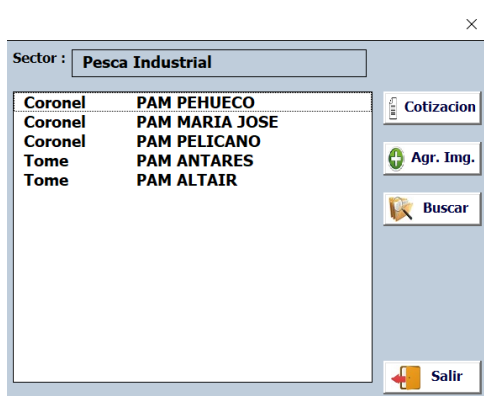 Sector : Pesca Industrial
Coronel PAM PEHUECO
Coronel PAM MARIA JOSE
Coronel PAM PELICANO
Tome PAM ANTARES
Tome PAM ALTAIR
Cotizacion
Agr. Img.
Buscar
Salir